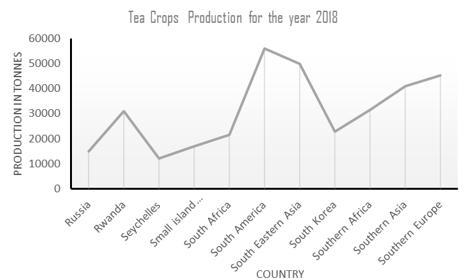 Tea Crops Production for the year 2018
PRODUCTION IN TONNES
60000
50000
40000
30000
20000
10000
0
Russia
Rwanda
Seychelles
Small island...
South Africa
South America
South Eastern Asia
South Korea
Southern Africa
Southern Asia
Southern Europe
COUNTRY